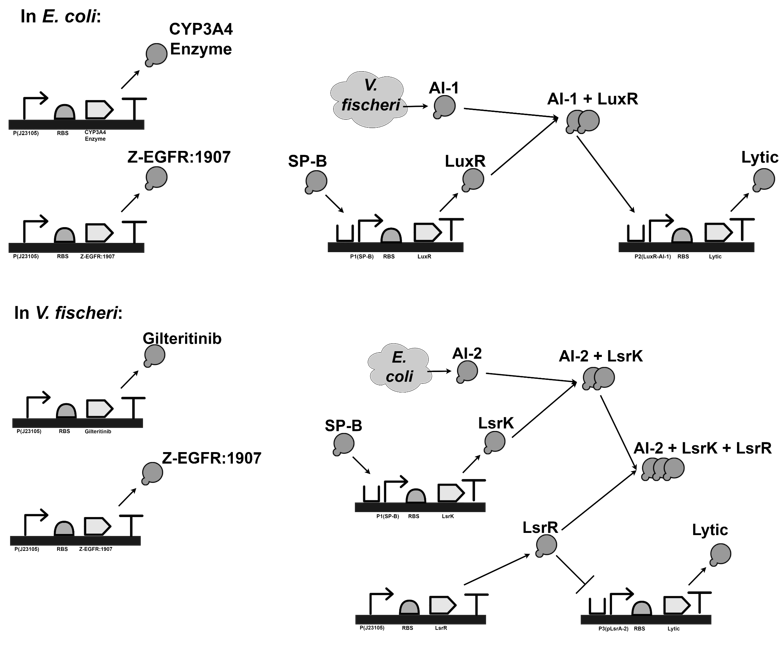 In E. coli:
CYP3A4
Enzyme
P(J23105)
RBS
CYP3A4
Enzyme
Z-EGFR:1907
P(J23105)
RBS
Z-EGFR:1907
V.
fischeri
AI-1
AI-1 + LuxR
SP-B
LuxR
Lytic
P1(SP-B)
RBS
LuxR
P2(LuxR-AI-1)
RBS
Lytic
In V. fischeri:
Gilteritinib
P(J23105)
RBS
Gilteritinib
Z-EGFR:1907
P(J23105)
RBS
Z-EGFR:1907
E.
coli
AI-2
AI-2 + LsrK
SP-B
LsrK
AI-2 + LsrK + LsrR
P1(SP-B)
RBS
LsrK
LsrR
Lytic
P(J23105)
RBS
LsrR
P3(pLsrA-2)
RBS
Lytic